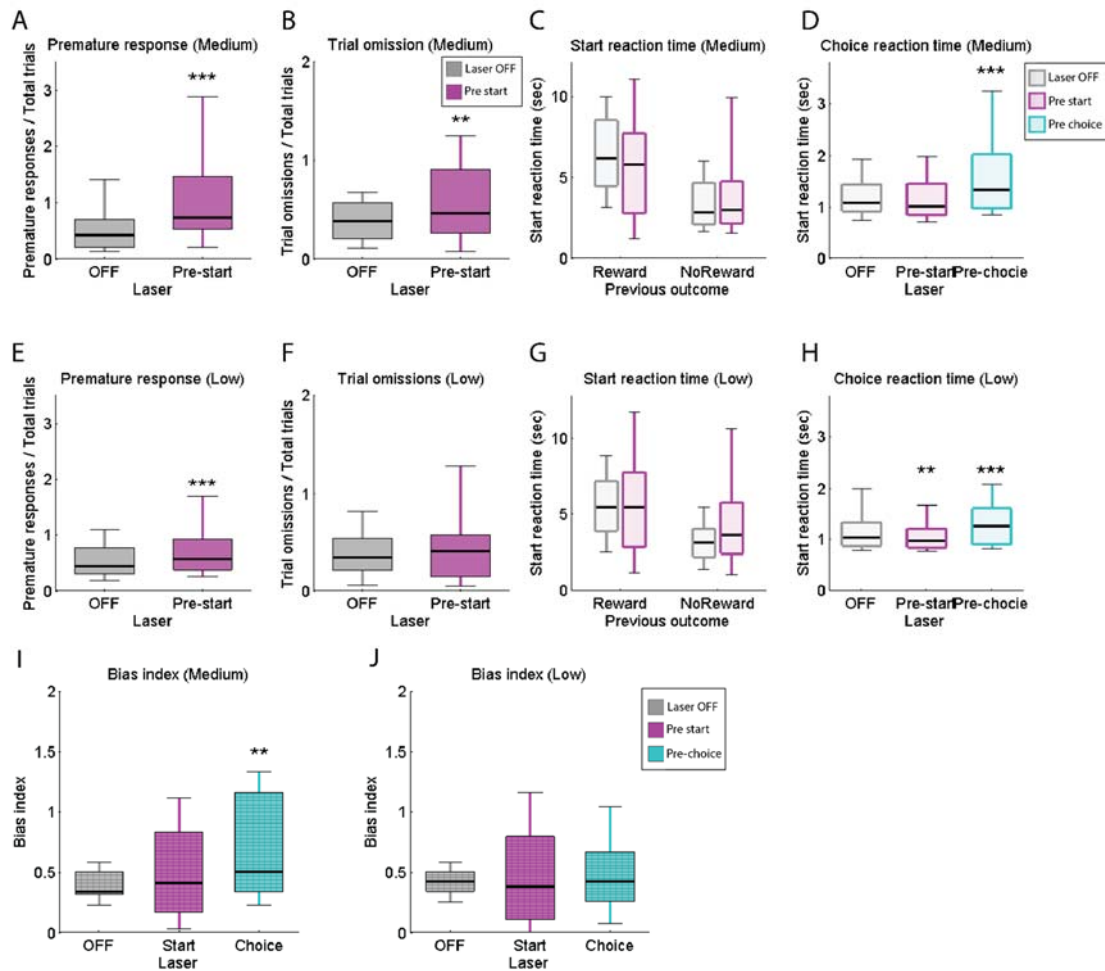 A
Premature response (Medium)
Premature responses / Total trials
3
2
1
0
***
OFF
Pre-start
Laser
B
Trial omission (Medium)
Trial omissions / Total trials
2
1
0
Laser OFF
Pre start
**
OFF
Pre-start
Laser
C
Start reaction time (Medium)
Start reaction time (sec)
10
5
0
Reward
NoReward
Previous outcome
D
Choice reaction time (Medium)
Start reaction time (sec)
3
2
1
0
***
Laser OFF
Pre start
Pre choice
OFF
Pre-start
Pre-chocie
Laser
E
Premature response (Low)
Premature responses / Total trials
3
2
1
0
***
OFF
Pre-start
Laser
F
Trial omissions (Low)
Trial omissions / Total trials
2
1
0
OFF
Pre-start
Laser
G
Start reaction time (Low)
Start reaction time (sec)
10
5
0
Reward
NoReward
Previous outcome
H
Choice reaction time (Low)
Start reaction time (sec)
3
2
1
0
**
***
OFF
Pre-start
Pre-chocie
Laser
I
Bias index (Medium)
Bias index
2
1.5
1
0.5
0
**
OFF
Start
Choice
Laser
J
Bias index (Low)
Bias index
2
1.5
1
0.5
0
OFF
Start
Choice
Laser
Laser OFF
Pre start
Pre-choice